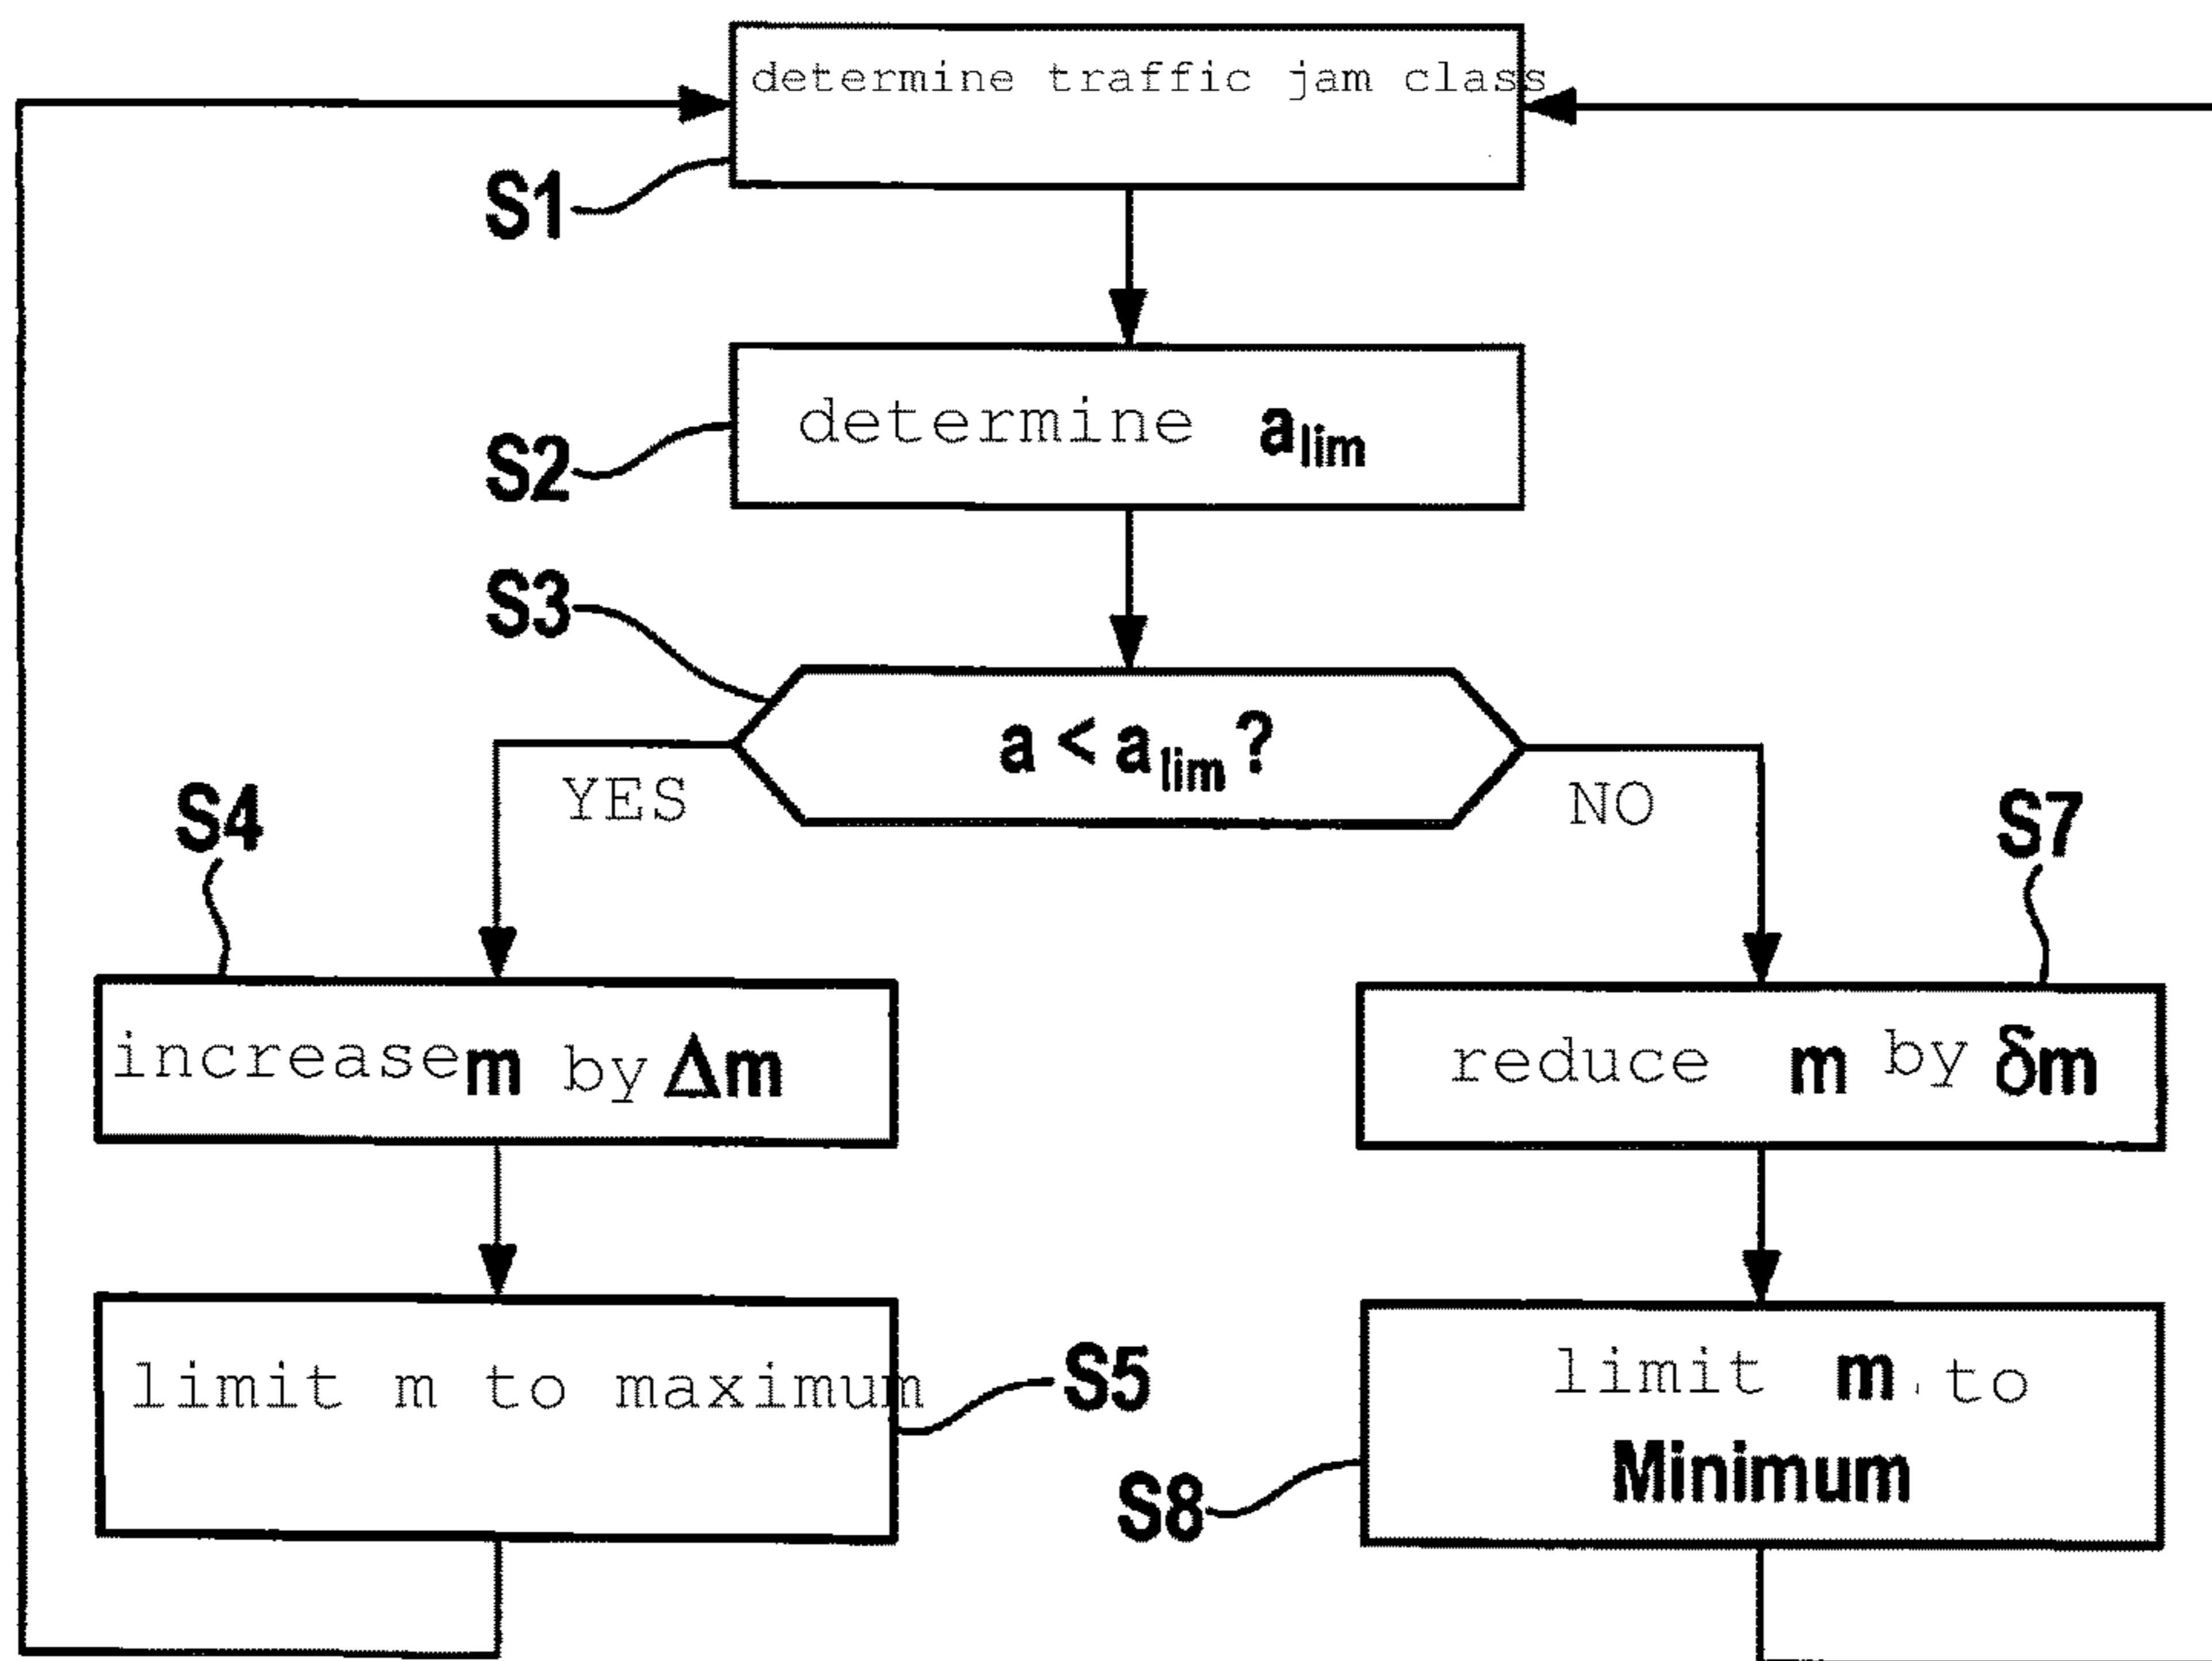 determine traffic jam class
S1
determine a_lim
S2
S3
a < a_lim ?
YES
NO
S4
S7
increase m by Δm
reduce m by δm
limit m to maximum
S5
limit m to
Minimum
S8